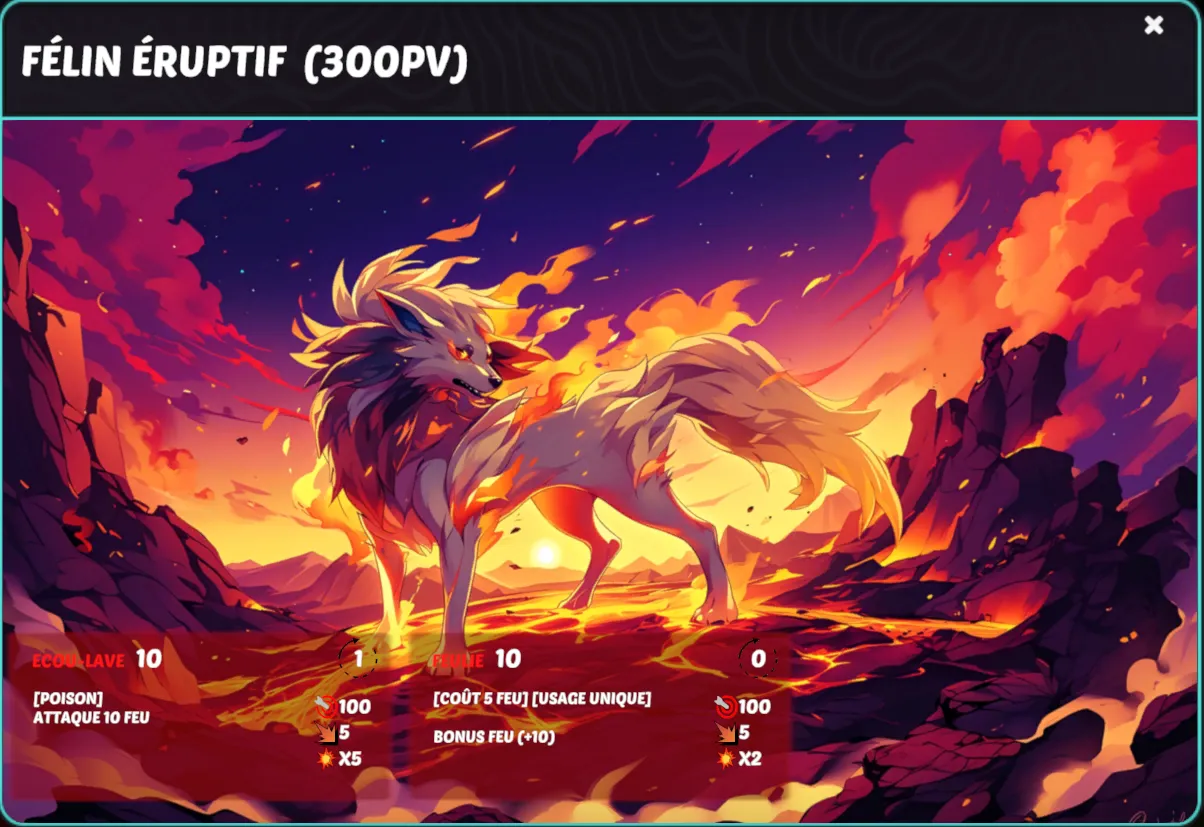 FÉLIN ÉRUPTIF (300PV)
ECOU-LAVE 10 1
[POISON]
ATTAQUE 10 FEU
100
5
X5
FEULIE 10 0
[COÛT 5 FEU] [USAGE UNIQUE]
BONUS FEU (+10)
100
5
X2